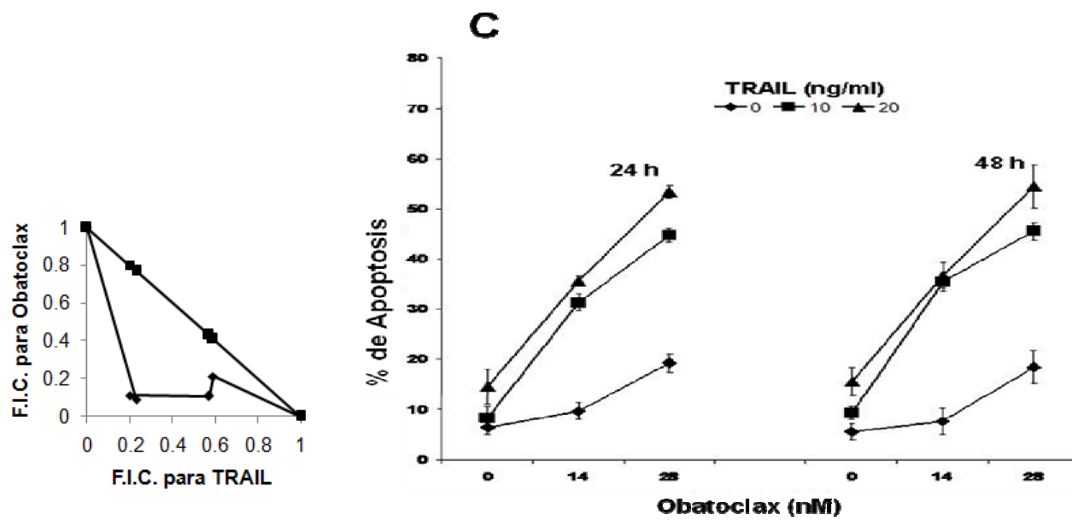 C
F.I.C. para Obatoclax
1
0.8
0.6
0.4
0.2
0
0 0.2 0.4 0.6 0.8 1
F.I.C. para TRAIL
% de Apoptosis
80
70
60
50
40
30
20
10
0
TRAIL (ng/ml)
0 10 20
24 h
48 h
0 14 28 0 14 28
Obatoclax (nM)